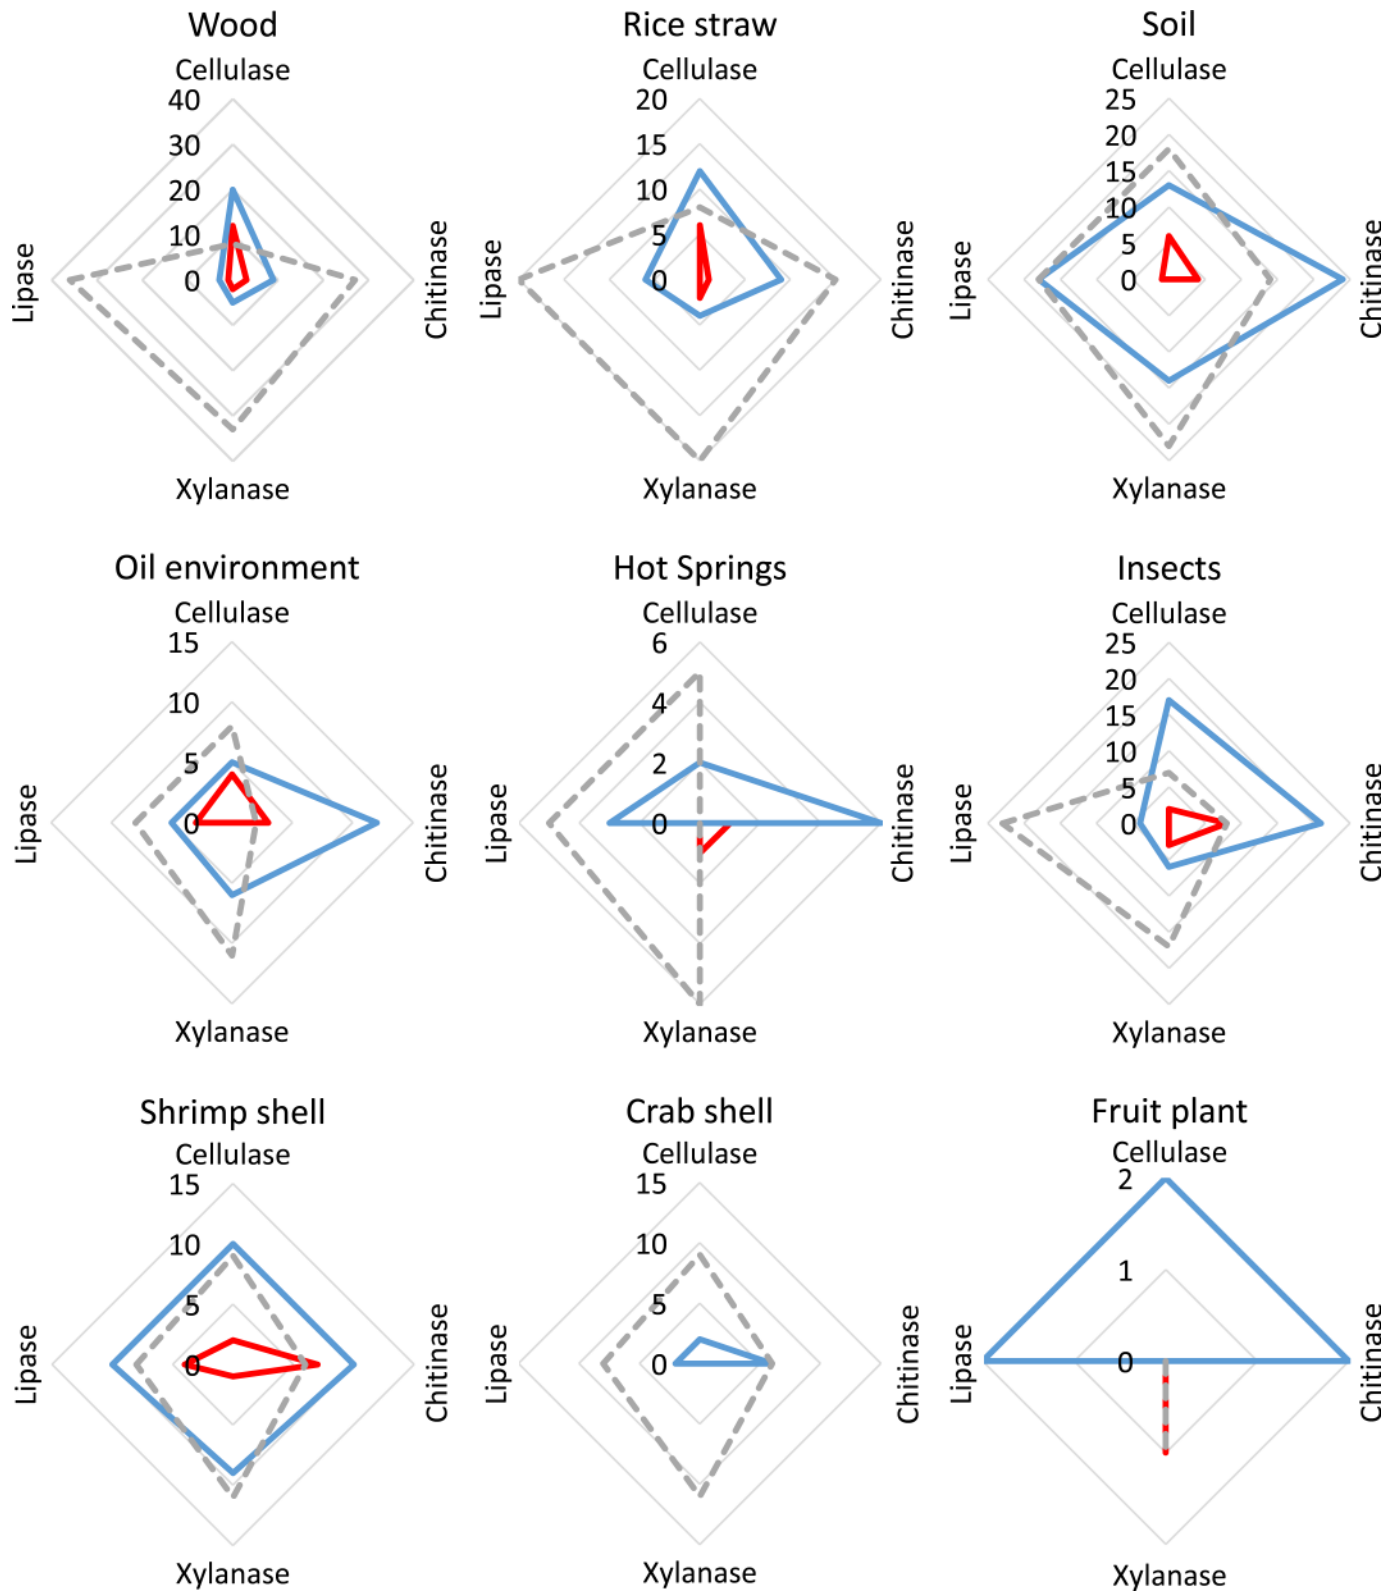 Wood
Rice straw
Soil
Cellulase
Cellulase
Cellulase
40
30
20
10
0
Lipase
Chitinase
Xylanase
20
15
10
5
0
Lipase
Chitinase
Xylanase
25
20
15
10
5
0
Lipase
Chitinase
Xylanase
Oil environment
Hot Springs
Insects
Cellulase
Cellulase
Cellulase
15
10
5
0
Lipase
Chitinase
Xylanase
6
4
2
0
Lipase
Chitinase
Xylanase
25
20
15
10
5
0
Lipase
Chitinase
Xylanase
Shrimp shell
Crab shell
Fruit plant
Cellulase
Cellulase
Cellulase
15
10
5
0
Lipase
Chitinase
Xylanase
15
10
5
0
Lipase
Chitinase
Xylanase
2
1
0
Lipase
Chitinase
Xylanase